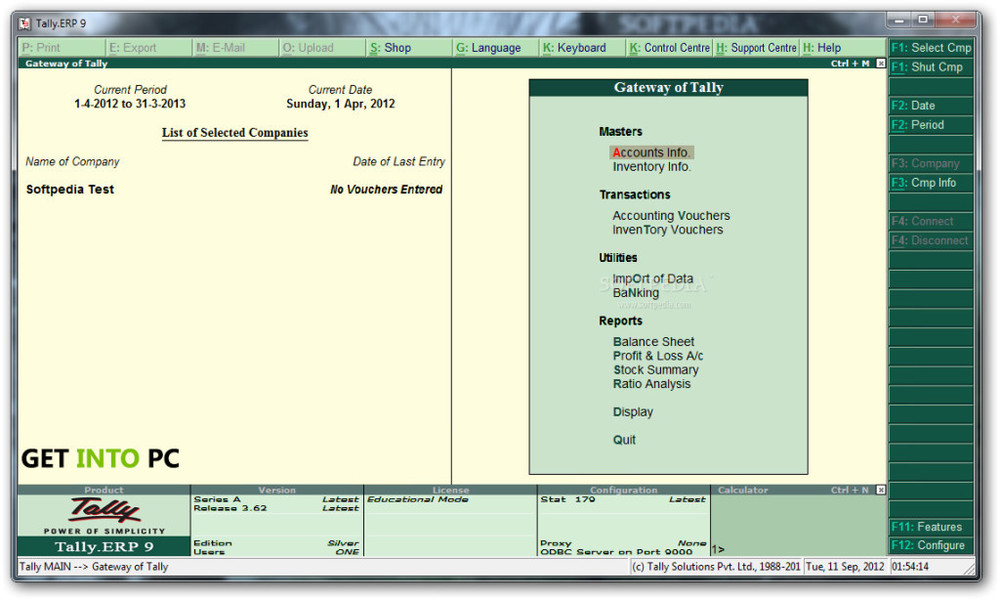 Tally.ERP 9
SOFTPEDIA
P: Print E: Export M: E-Mail O: Upload S: Shop G: Language K: Keyboard K: Control Centre H: Support Centre H: Help
F1: Select Cmp
F1: Shut Cmp
F2: Date
F2: Period
F3: Company
F3: Cmp Info
F4: Connect
F4: Disconnect
F11: Features
F12: Configure
Gateway of Tally Ctrl + M
Current Period Current Date
1-4-2012 to 31-3-2013 Sunday, 1 Apr, 2012
List of Selected Companies
Name of Company Date of Last Entry
Softpedia Test No Vouchers Entered
Gateway of Tally
Masters
Accounts Info.
Inventory Info.
Transactions
Accounting Vouchers
InvenTory Vouchers
Utilities
ImpOrt of Data
BaNking
SOFTPEDIA
www.softpedia.com
Reports
Balance Sheet
Profit & Loss A/c
Stock Summary
Ratio Analysis
Display
Quit
GET INTO PC
Product
Tally
POWER OF SIMPLICITY
Tally.ERP 9
Version
Series A Latest
Release 3.62 Latest
Edition Silver
Users ONE
License
Educational Mode
Configuration
Stat 179 Latest
Proxy None
ODBC Server on Port 9000
Calculator Ctrl + N
1>
Tally MAIN --> Gateway of Tally (c) Tally Solutions Pvt. Ltd., 1988-201 Tue, 11 Sep, 2012 01:54:14